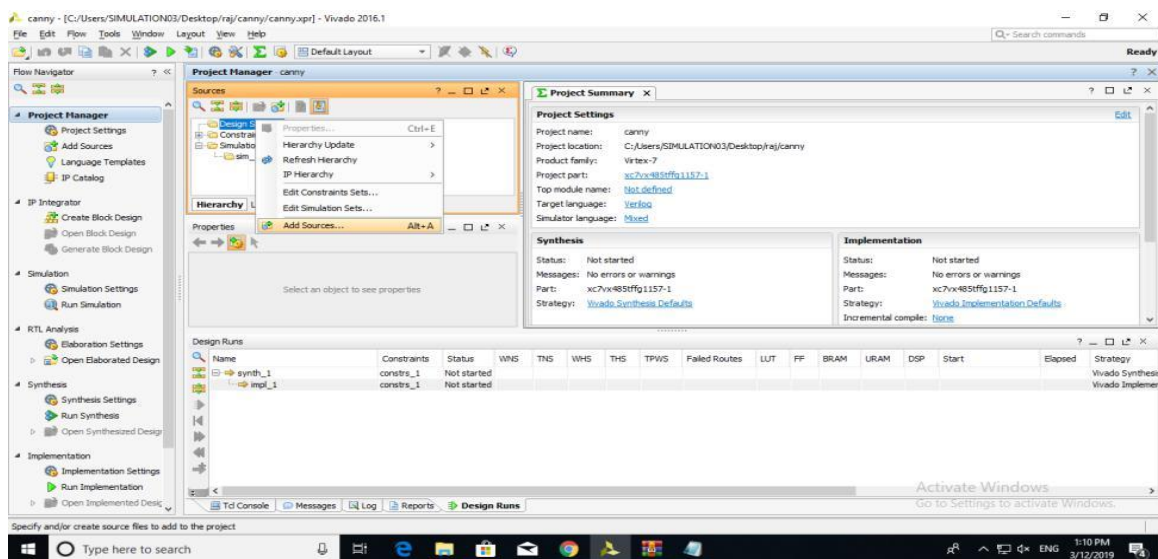 canny - [C:/Users/SIMULATION03/Desktop/raj/canny/canny.xpr] - Vivado 2016.1
File Edit Flow Tools Window Layout View Help
Search commands
Default Layout
Ready
Flow Navigator
Project Manager
Project Settings
Add Sources
Language Templates
IP Catalog
IP Integrator
Create Block Design
Open Block Design
Generate Block Design
Simulation
Simulation Settings
Run Simulation
RTL Analysis
Elaboration Settings
Open Elaborated Design
Synthesis
Synthesis Settings
Run Synthesis
Open Synthesized Desig
Implementation
Implementation Settings
Run Implementation
Open Implemented Desig
Project Manager - canny
Sources
Design S
Constrai
Simulatio
sim_
Hierarchy L
Properties... Ctrl+E
Hierarchy Update
Refresh Hierarchy
IP Hierarchy
Edit Constraints Sets...
Edit Simulation Sets...
Add Sources... Alt+A
Properties
Select an object to see properties
Project Summary
Project Settings Edit
Project name: canny
Project location: C:/Users/SIMULATION03/Desktop/raj/canny
Product family: Virtex-7
Project part: xc7vx485tffg1157-1
Top module name: Not defined
Target language: Verilog
Simulator language: Mixed
Synthesis
Status: Not started
Messages: No errors or warnings
Part: xc7vx485tffg1157-1
Strategy: Vivado Synthesis Defaults
Implementation
Status: Not started
Messages: No errors or warnings
Part: xc7vx485tffg1157-1
Strategy: Vivado Implementation Defaults
Incremental compile: None
Design Runs
Name Constraints Status WNS TNS WHS THS TPWS Failed Routes LUT FF BRAM URAM DSP Start Elapsed Strategy
synth_1 constrs_1 Not started Vivado Synthesi
impl_1 constrs_1 Not started Vivado Implemen
Activate Windows
Go to Settings to activate Windows.
Tcl Console Messages Log Reports Design Runs
Specify and/or create source files to add to the project
Type here to search
ENG
1:10 PM
3/12/2019